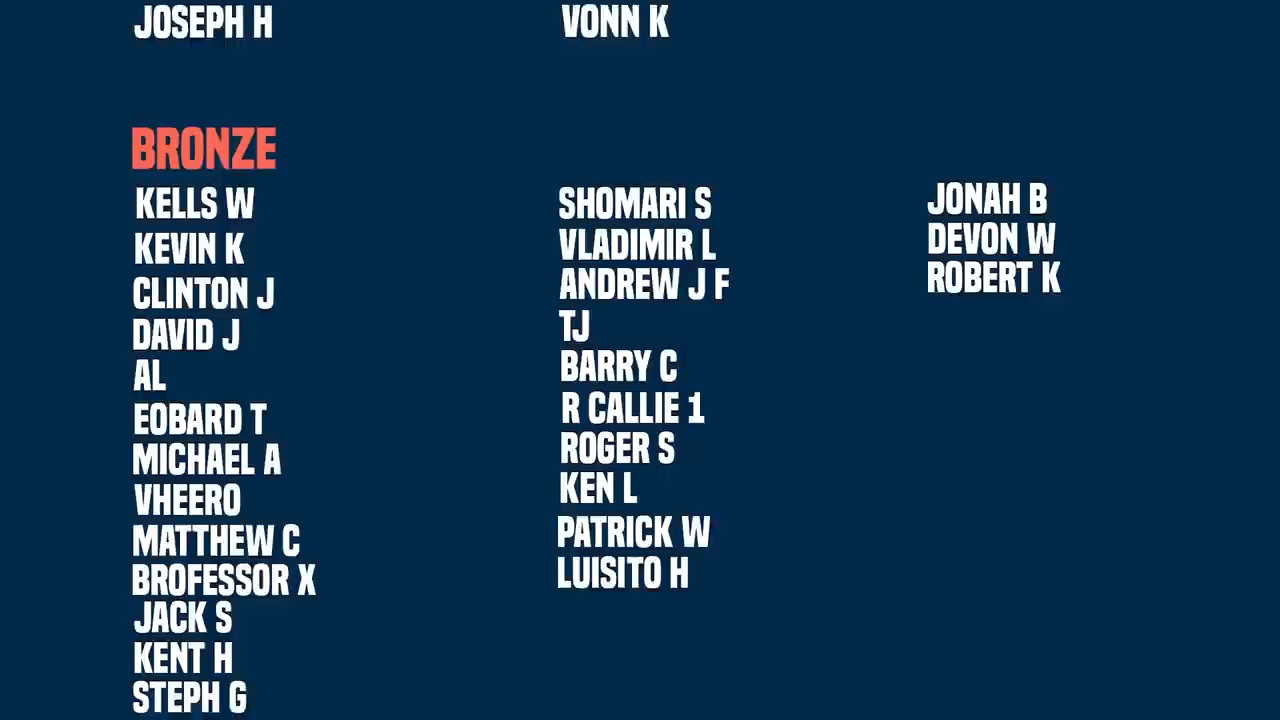 JOSEPH H
VONN K
BRONZE
KELLS W
KEVIN K
CLINTON J
DAVID J
AL
EOBARD T
MICHAEL A
VHEERO
MATTHEW C
BROFESSOR X
JACK S
KENT H
STEPH G
SHOMARI S
VLADIMIR L
ANDREW J F
TJ
BARRY C
R CALLIE 1
ROGER S
KEN L
PATRICK W
LUISITO H
JONAH B
DEVON W
ROBERT K